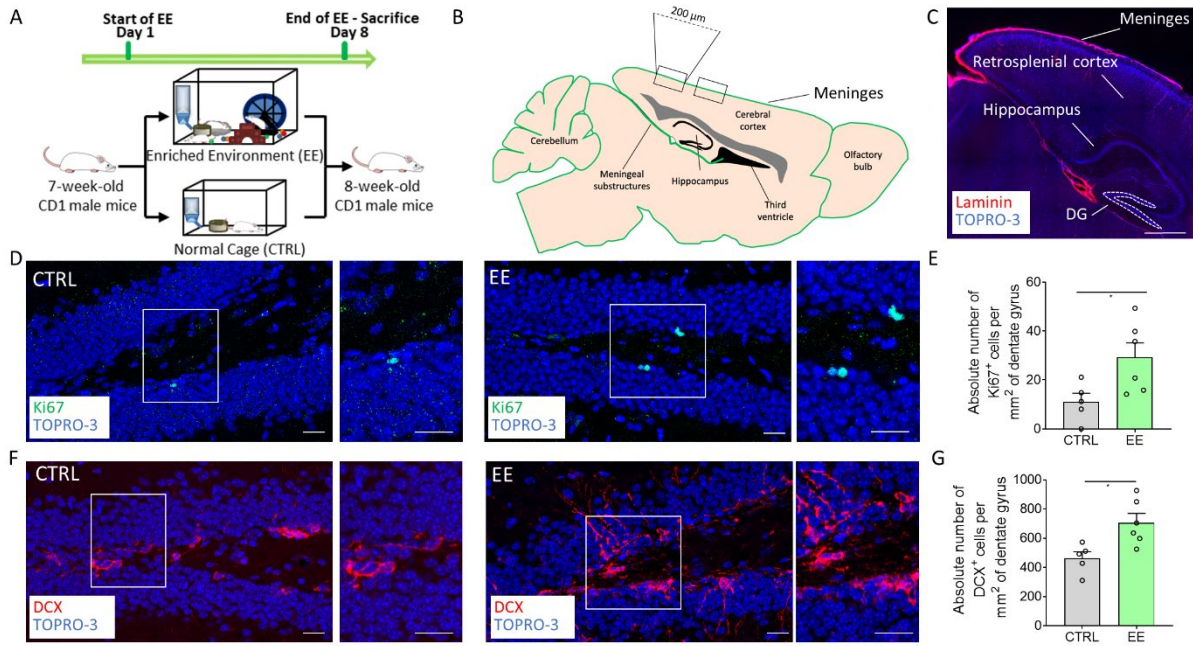 A
Start of EE
Day 1
End of EE - Sacrifice
Day 8
Enriched Environment (EE)
7-week-old
CD1 male mice
8-week-old
CD1 male mice
Normal Cage (CTRL)
B
200 µm
Meninges
Cerebral
cortex
Cerebellum
Meningeal
substructures
Hippocampus
Third
ventricle
Olfactory
bulb
C
Meninges
Retrosplenial cortex
Hippocampus
DG
Laminin
TOPRO-3
D
CTRL
Ki67
TOPRO-3
EE
Ki67
TOPRO-3
E
Absolute number of
Ki67+ cells per
mm² of dentate gyrus
60
40
20
0
*
CTRL
EE
F
CTRL
DCX
TOPRO-3
EE
DCX
TOPRO-3
G
Absolute number of
DCX+ cells per
mm² of dentate gyrus
1000
800
600
400
200
0
*
CTRL
EE